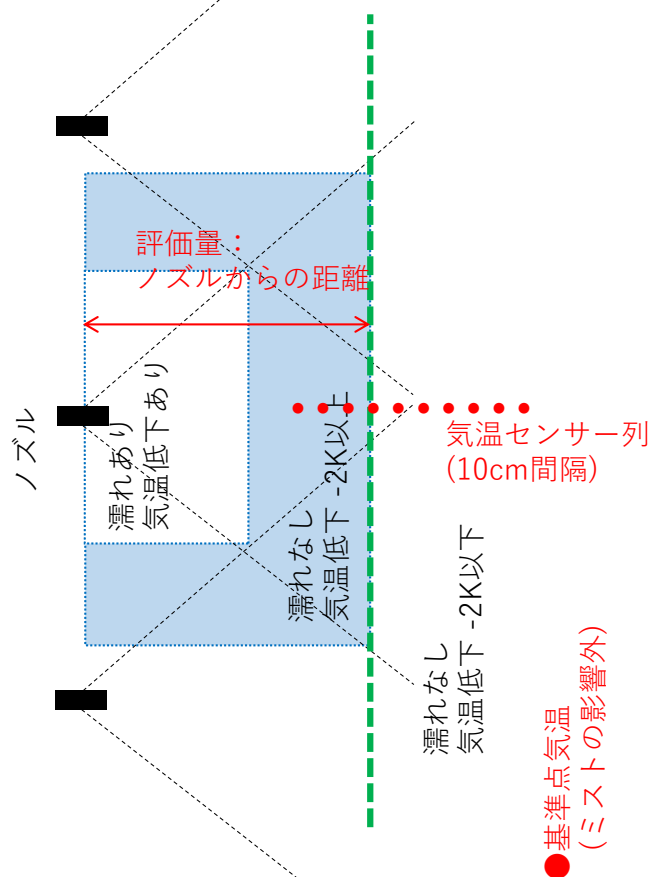 ノズル
評価量：
ノズルからの距離
濡れあり
気温低下あり
濡れなし
気温低下 -2K以上
気温センサー列
(10cm間隔)
濡れなし
気温低下 -2K以下
基準点気温
(ミストの影響外)